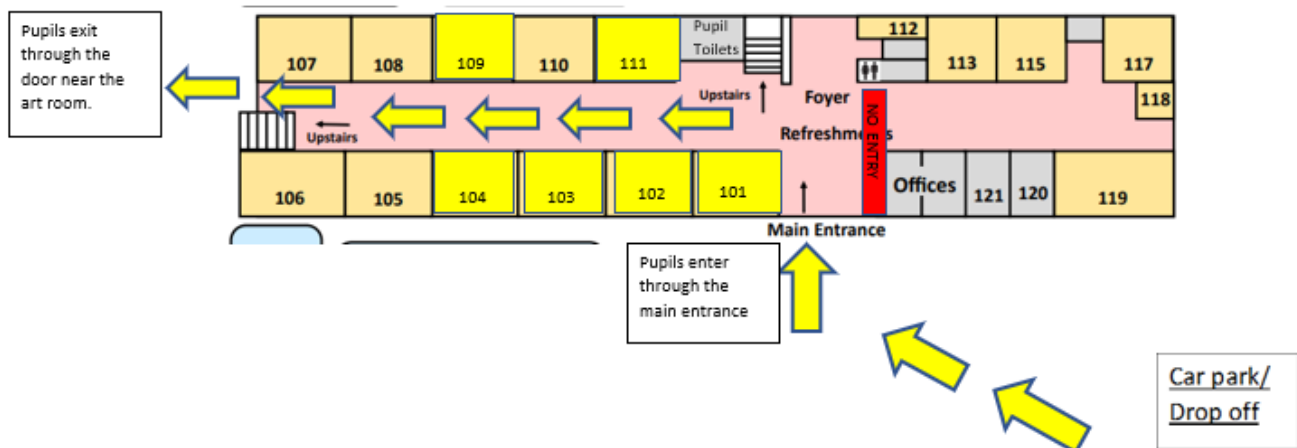 Pupils exit
through the
door near the
art room.
107
108
109
110
111
Pupil
Toilets
112
113
115
117
118
Upstairs
Foyer
Refreshments
NO ENTRY
Upstairs
106
105
104
103
102
101
Offices
121
120
119
Main Entrance
Pupils enter
through the
main entrance
Car park/
Drop off